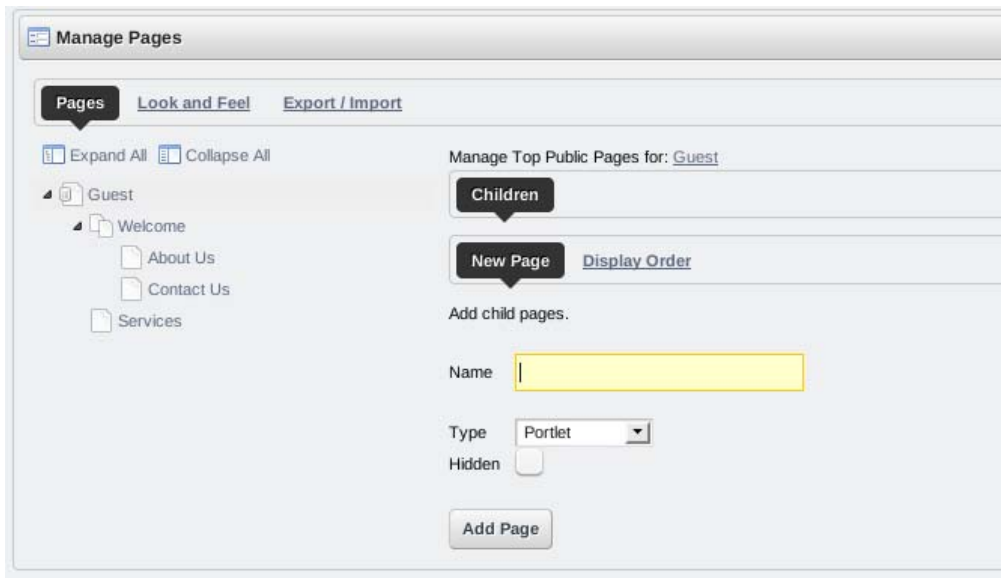 Manage Pages
Pages Look and Feel Export / Import
Expand All Collapse All
Guest
Welcome
About Us
Contact Us
Services
Manage Top Public Pages for: Guest
Children
New Page Display Order
Add child pages.
Name
Type Portlet
Hidden
Add Page